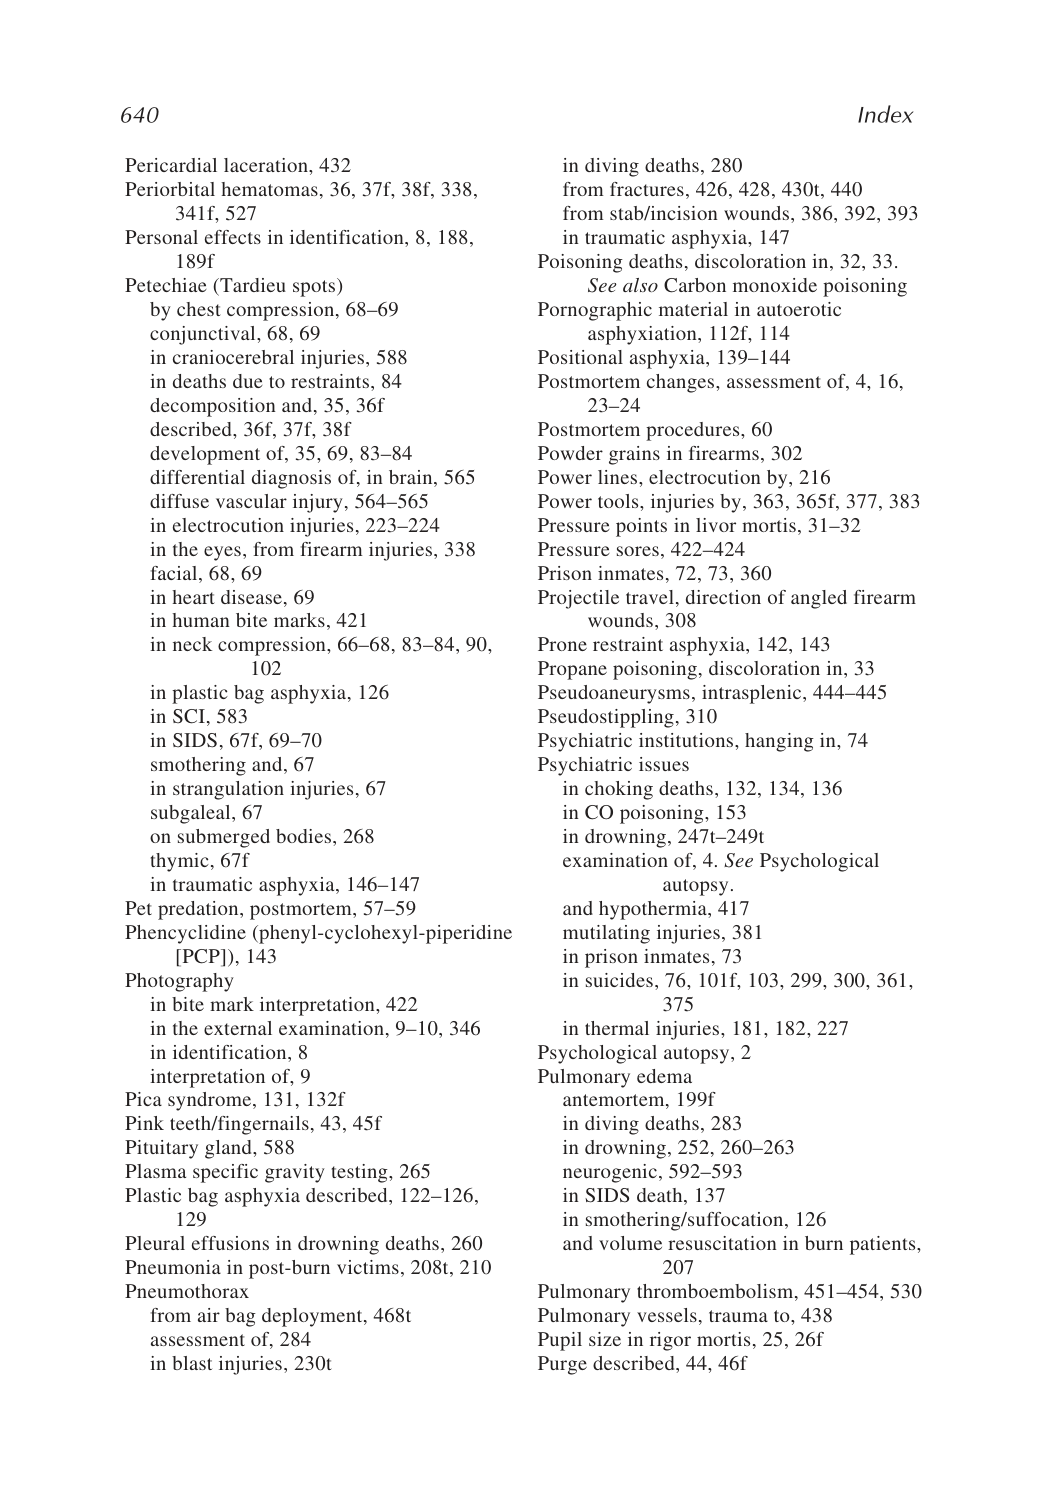 640
Index
Pericardial laceration, 432
Periorbital hematomas, 36, 37f, 38f, 338,
341f, 527
Personal effects in identification, 8, 188,
189f
Petechiae (Tardieu spots)
by chest compression, 68–69
conjunctival, 68, 69
in craniocerebral injuries, 588
in deaths due to restraints, 84
decomposition and, 35, 36f
described, 36f, 37f, 38f
development of, 35, 69, 83–84
differential diagnosis of, in brain, 565
diffuse vascular injury, 564–565
in electrocution injuries, 223–224
in the eyes, from firearm injuries, 338
facial, 68, 69
in heart disease, 69
in human bite marks, 421
in neck compression, 66–68, 83–84, 90,
102
in plastic bag asphyxia, 126
in SCI, 583
in SIDS, 67f, 69–70
smothering and, 67
in strangulation injuries, 67
subgaleal, 67
on submerged bodies, 268
thymic, 67f
in traumatic asphyxia, 146–147
Pet predation, postmortem, 57–59
Phencyclidine (phenyl-cyclohexyl-piperidine
[PCP]), 143
Photography
in bite mark interpretation, 422
in the external examination, 9–10, 346
in identification, 8
interpretation of, 9
Pica syndrome, 131, 132f
Pink teeth/fingernails, 43, 45f
Pituitary gland, 588
Plasma specific gravity testing, 265
Plastic bag asphyxia described, 122–126,
129
Pleural effusions in drowning deaths, 260
Pneumonia in post-burn victims, 208t, 210
Pneumothorax
from air bag deployment, 468t
assessment of, 284
in blast injuries, 230t
in diving deaths, 280
from fractures, 426, 428, 430t, 440
from stab/incision wounds, 386, 392, 393
in traumatic asphyxia, 147
Poisoning deaths, discoloration in, 32, 33.
See also Carbon monoxide poisoning
Pornographic material in autoerotic
asphyxiation, 112f, 114
Positional asphyxia, 139–144
Postmortem changes, assessment of, 4, 16,
23–24
Postmortem procedures, 60
Powder grains in firearms, 302
Power lines, electrocution by, 216
Power tools, injuries by, 363, 365f, 377, 383
Pressure points in livor mortis, 31–32
Pressure sores, 422–424
Prison inmates, 72, 73, 360
Projectile travel, direction of angled firearm
wounds, 308
Prone restraint asphyxia, 142, 143
Propane poisoning, discoloration in, 33
Pseudoaneurysms, intrasplenic, 444–445
Pseudostippling, 310
Psychiatric institutions, hanging in, 74
Psychiatric issues
in choking deaths, 132, 134, 136
in CO poisoning, 153
in drowning, 247t–249t
examination of, 4. See Psychological
autopsy.
and hypothermia, 417
mutilating injuries, 381
in prison inmates, 73
in suicides, 76, 101f, 103, 299, 300, 361,
375
in thermal injuries, 181, 182, 227
Psychological autopsy, 2
Pulmonary edema
antemortem, 199f
in diving deaths, 283
in drowning, 252, 260–263
neurogenic, 592–593
in SIDS death, 137
in smothering/suffocation, 126
and volume resuscitation in burn patients,
207
Pulmonary thromboembolism, 451–454, 530
Pulmonary vessels, trauma to, 438
Pupil size in rigor mortis, 25, 26f
Purge described, 44, 46f